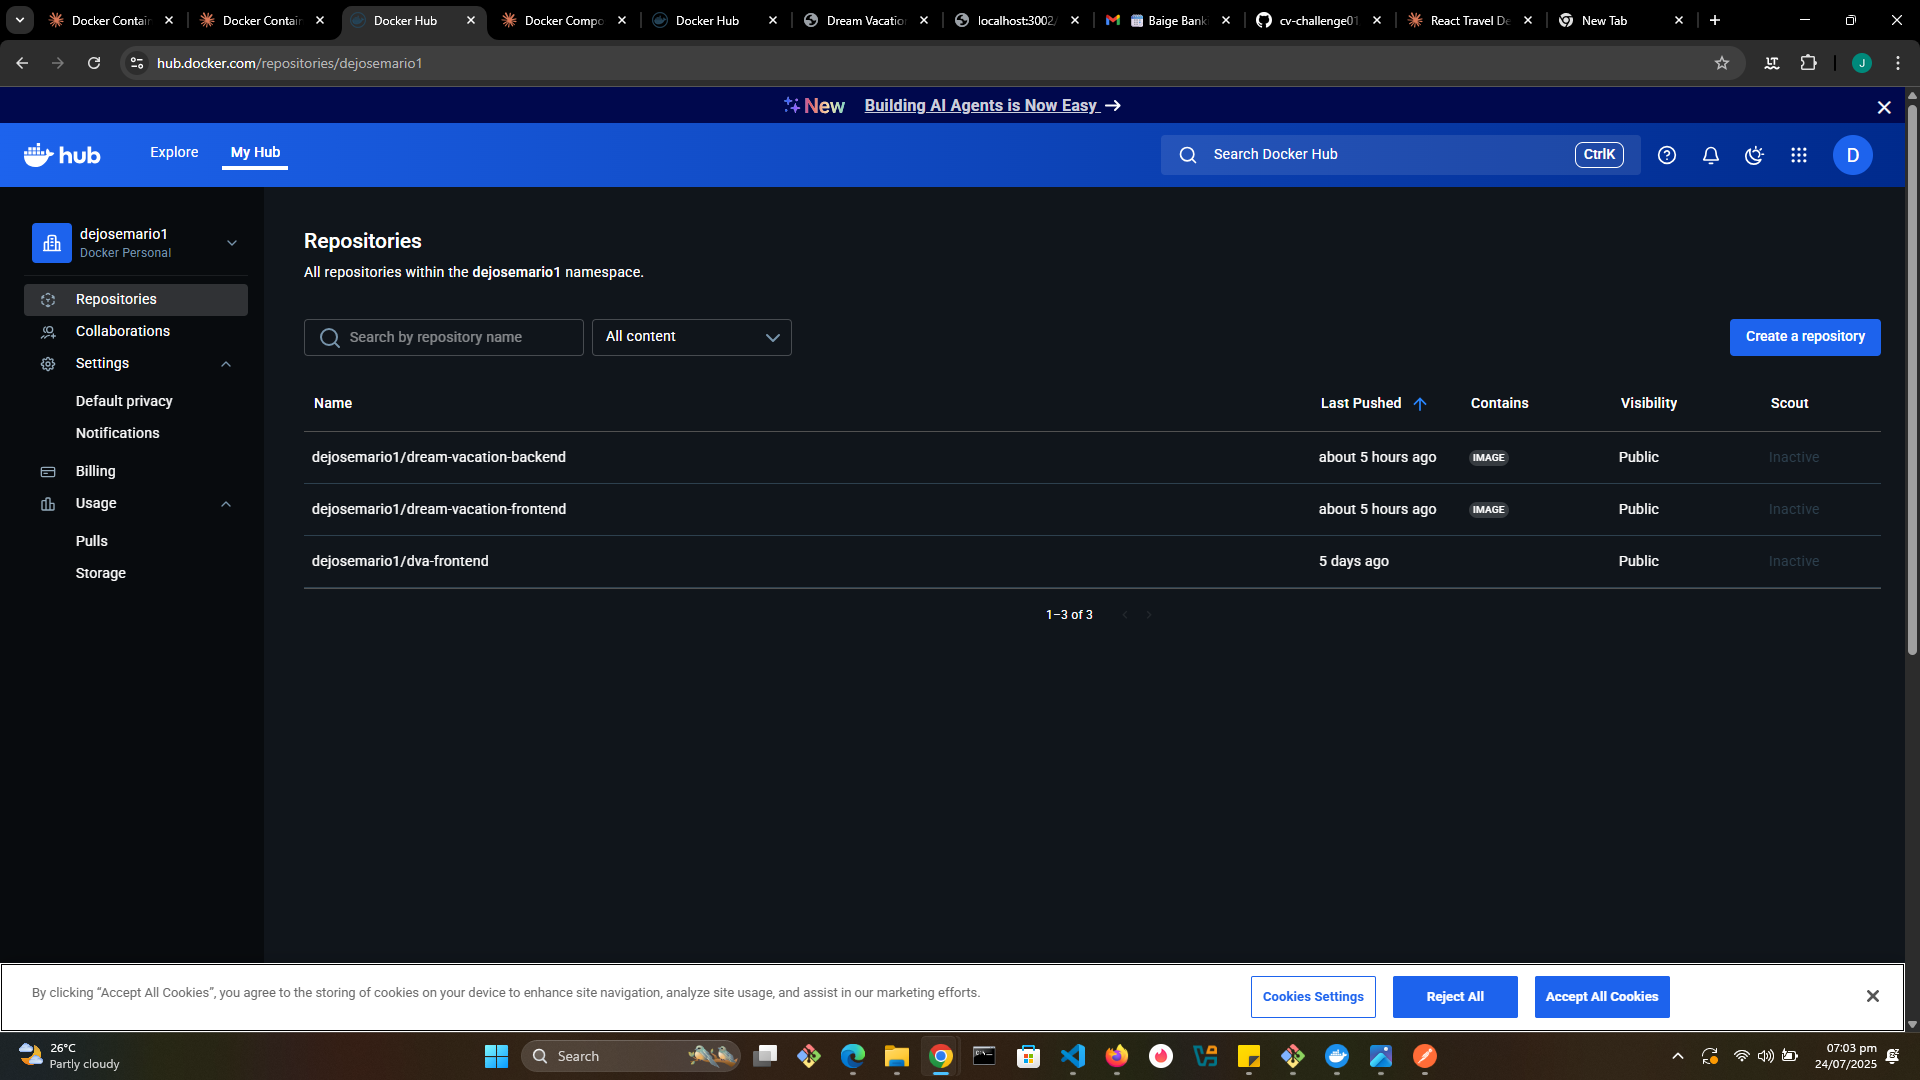 Docker Contain
Docker Contain
Docker Hub
Docker Compo
Docker Hub
Dream Vacation
localhost:3002/
Baige Bank
cv-challenge01
React Travel De
New Tab
hub.docker.com/repositories/dejosemario1
J
New Building AI Agents is Now Easy →
hub
Explore
My Hub
Search Docker Hub
CtrlK
D
dejosemario1
Docker Personal
Repositories
Collaborations
Settings
Default privacy
Notifications
Billing
Usage
Pulls
Storage
Repositories
All repositories within the dejosemario1 namespace.
Search by repository name
All content
Create a repository
Name Last Pushed Contains Visibility Scout
dejosemario1/dream-vacation-backend about 5 hours ago IMAGE Public Inactive
dejosemario1/dream-vacation-frontend about 5 hours ago IMAGE Public Inactive
dejosemario1/dva-frontend 5 days ago Public Inactive
1–3 of 3
By clicking “Accept All Cookies”, you agree to the storing of cookies on your device to enhance site navigation, analyze site usage, and assist in our marketing efforts.
Cookies Settings
Reject All
Accept All Cookies
26°C
Partly cloudy
Search
07:03 pm
24/07/2025